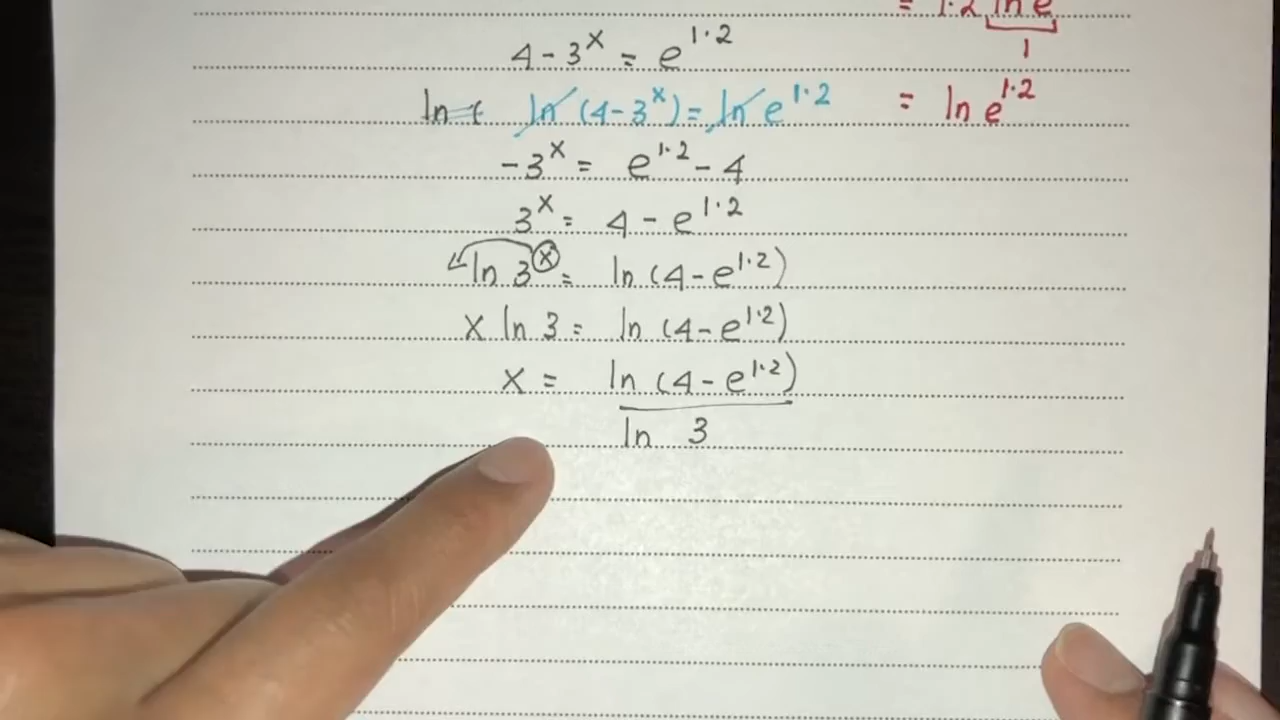 = 1.2 ln e
1
4 - 3^x = e^1.2
ln (4 - 3^x) = ln e^1.2 = ln e^1.2
-3^x = e^1.2 - 4
3^x = 4 - e^1.2
ln 3^x = ln (4 - e^1.2)
x ln 3 = ln (4 - e^1.2)
x = ln (4 - e^1.2)
ln 3